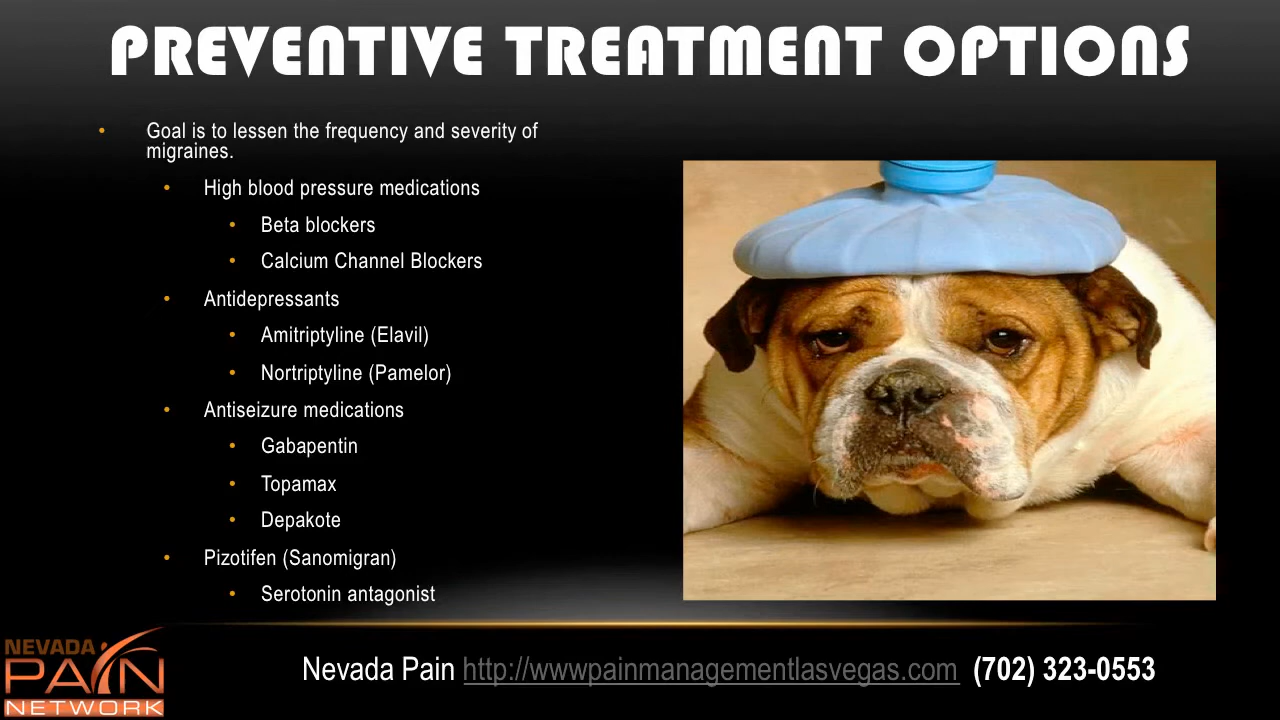 PREVENTIVE TREATMENT OPTIONS
• Goal is to lessen the frequency and severity of
migraines.
• High blood pressure medications
• Beta blockers
• Calcium Channel Blockers
• Antidepressants
• Amitriptyline (Elavil)
• Nortriptyline (Pamelor)
• Antiseizure medications
• Gabapentin
• Topamax
• Depakote
• Pizotifen (Sanomigran)
• Serotonin antagonist
NEVADA
PAIN
NETWORK
Nevada Pain http://wwwpainmanagementlasvegas.com (702) 323-0553